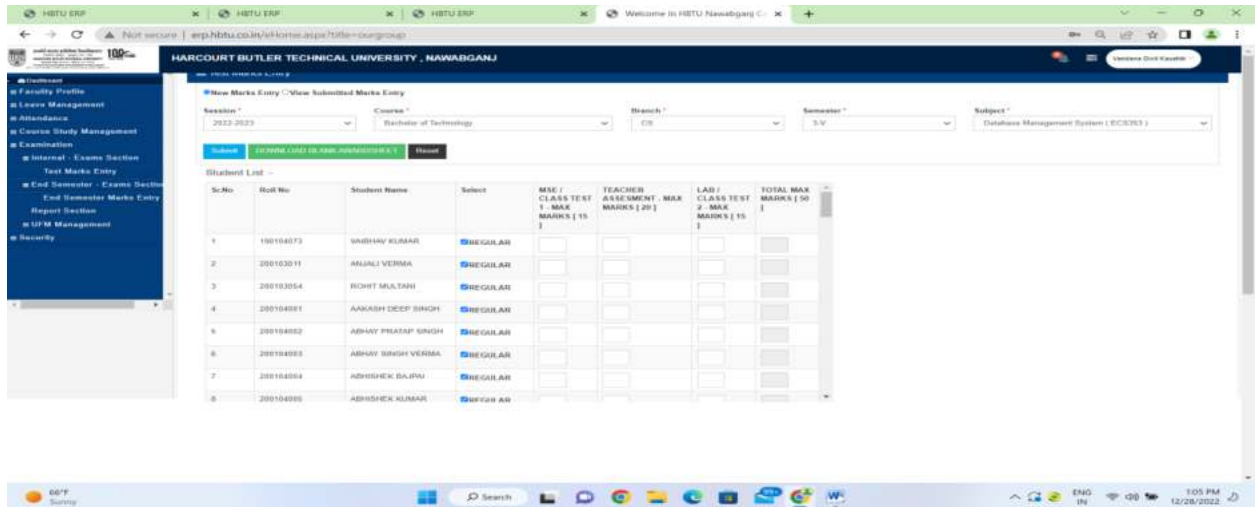 HBTU ERP
HBTU ERP
HBTU ERP
Welcome to HBTU Nawabganj C
Not secure | erp.hbtu.co.in/eHome.aspx?title=ourgroup
100
HARCOURT BUTLER TECHNICAL UNIVERSITY , NAWABGANJ
Dashboard
Faculty Profile
Leave Management
Attendance
Course Study Management
Examination
Internal - Exams Section
Test Marks Entry
End Semester - Exams Section
End Semester Marks Entry
Report Section
UFM Management
Security
Test Marks Entry
New Marks Entry View Submitted Marks Entry
Session * Course * Branch * Semester * Subject *
2022-2023 Bachelor of Technology CS 5-V Database Management System
Submit DOWNLOAD BLANK AWARDSHEET Reset
Student List :-
Sr.No Roll No Student Name Select MSE / CLASS TEST 1 - MAX MARKS [ 15 ] TEACHER ASSESMENT . MAX MARKS [ 20 ] LAB / CLASS TEST 2 - MAX MARKS [ 15 ] TOTAL MAX MARKS [ 50 ]
1 190104073 VAIBHAV KUMAR REGULAR
2 200103011 ANJALI VERMA REGULAR
3 200103054 ROHIT MULTANI REGULAR
4 200104001 AAKASH DEEP SINGH REGULAR
5 200104002 ABHAY PRATAP SINGH REGULAR
6 200104003 ABHAY SINGH VERMA REGULAR
7 200104004 ABHISHEK BAJPAI REGULAR
8 200104005 ABHISHEK KUMAR REGULAR
66°F
Sunny
Search
99+
ENG
IN
1:05 PM
12/28/2022